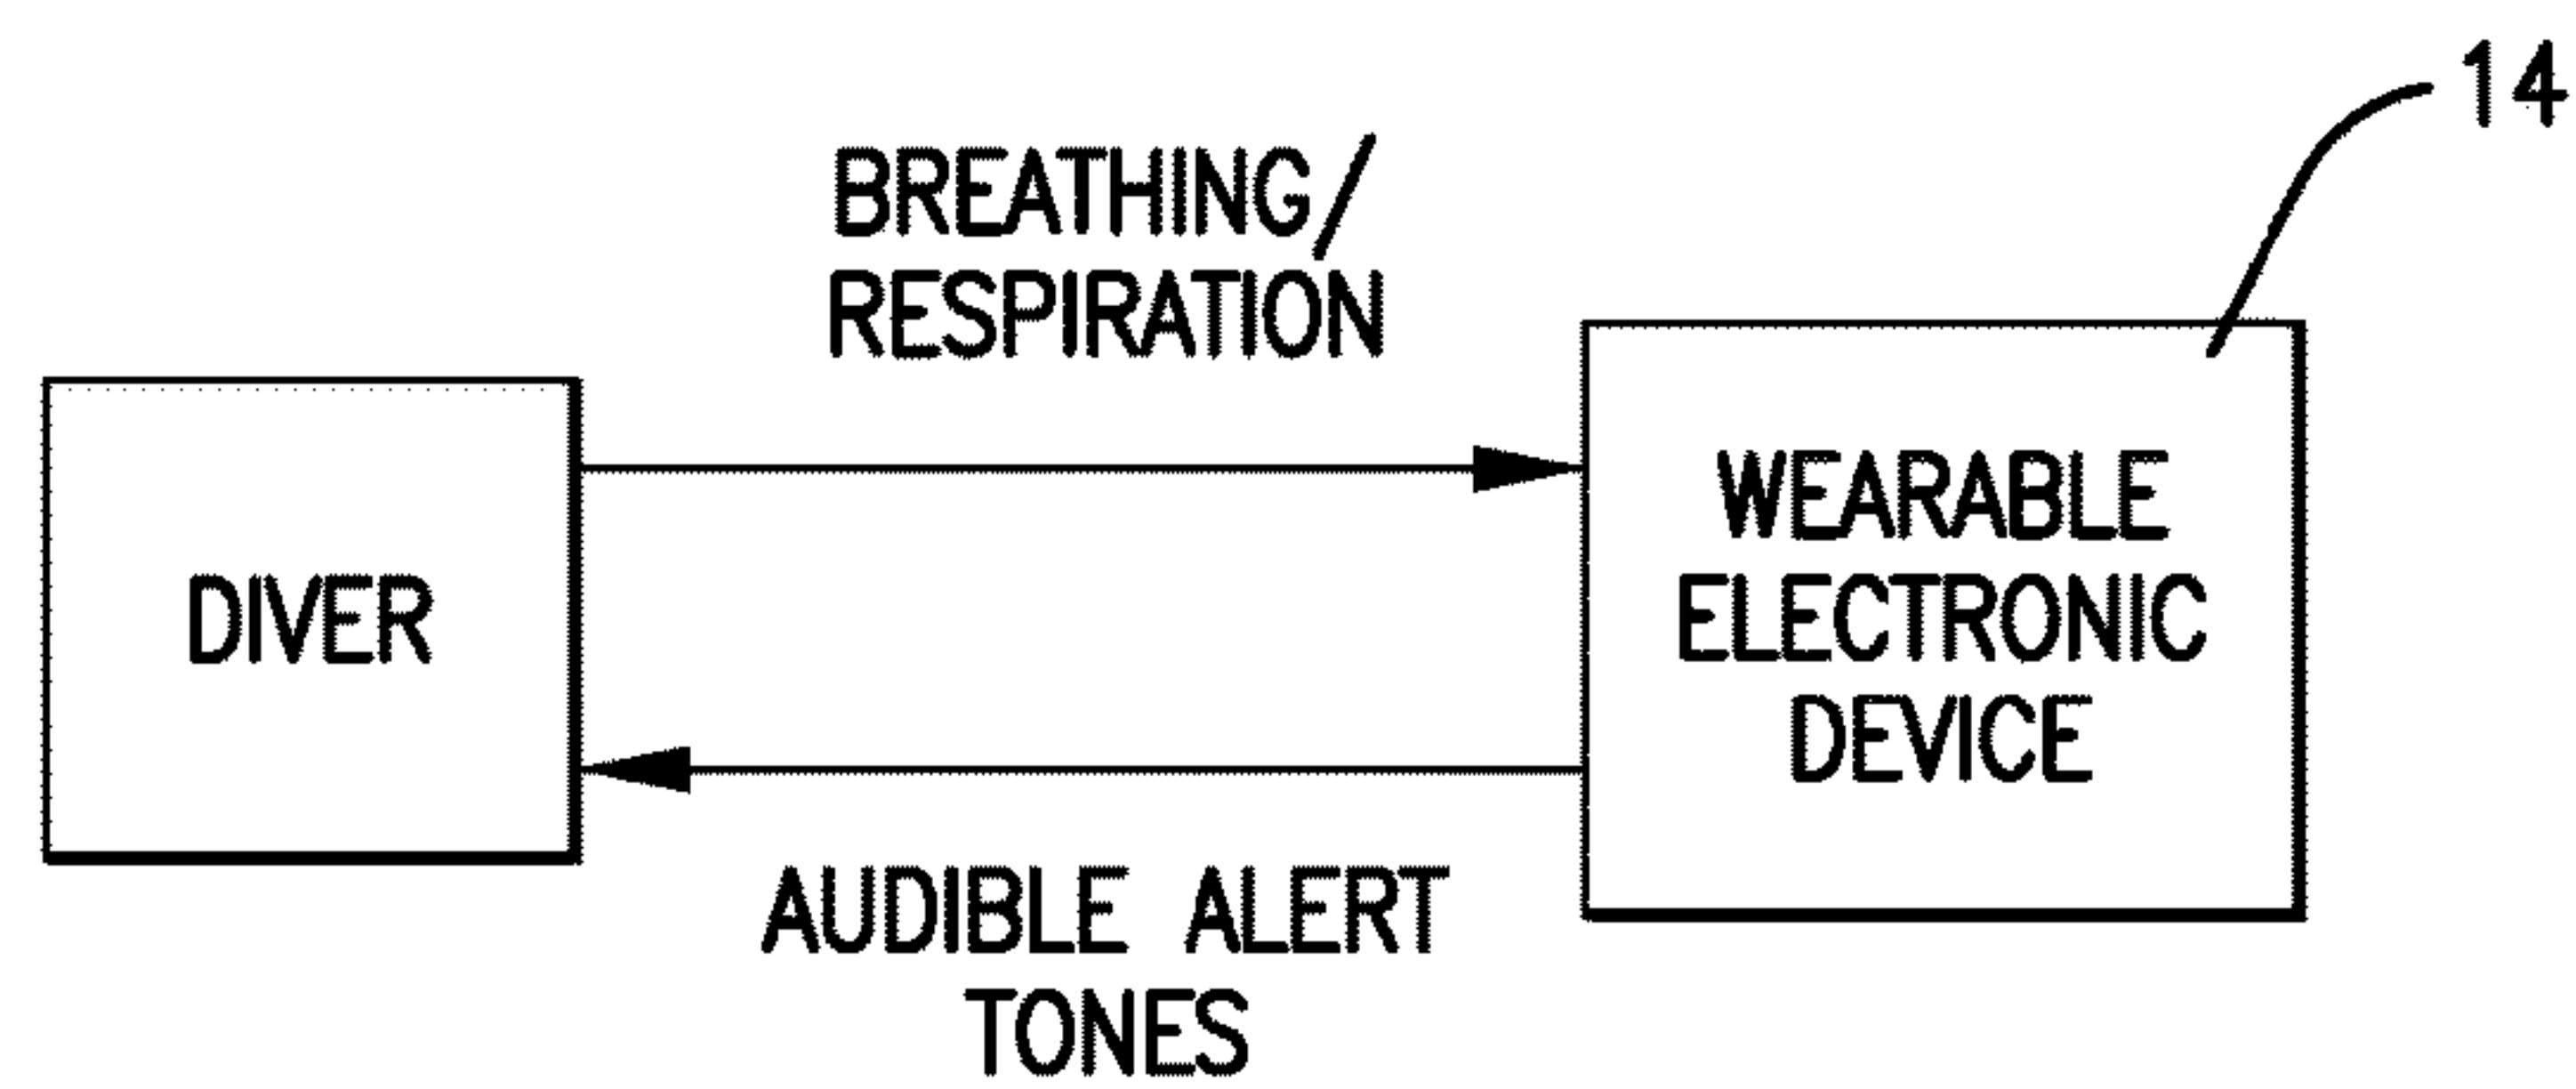 14
BREATHING/
RESPIRATION
DIVER
WEARABLE
ELECTRONIC
DEVICE
AUDIBLE ALERT
TONES